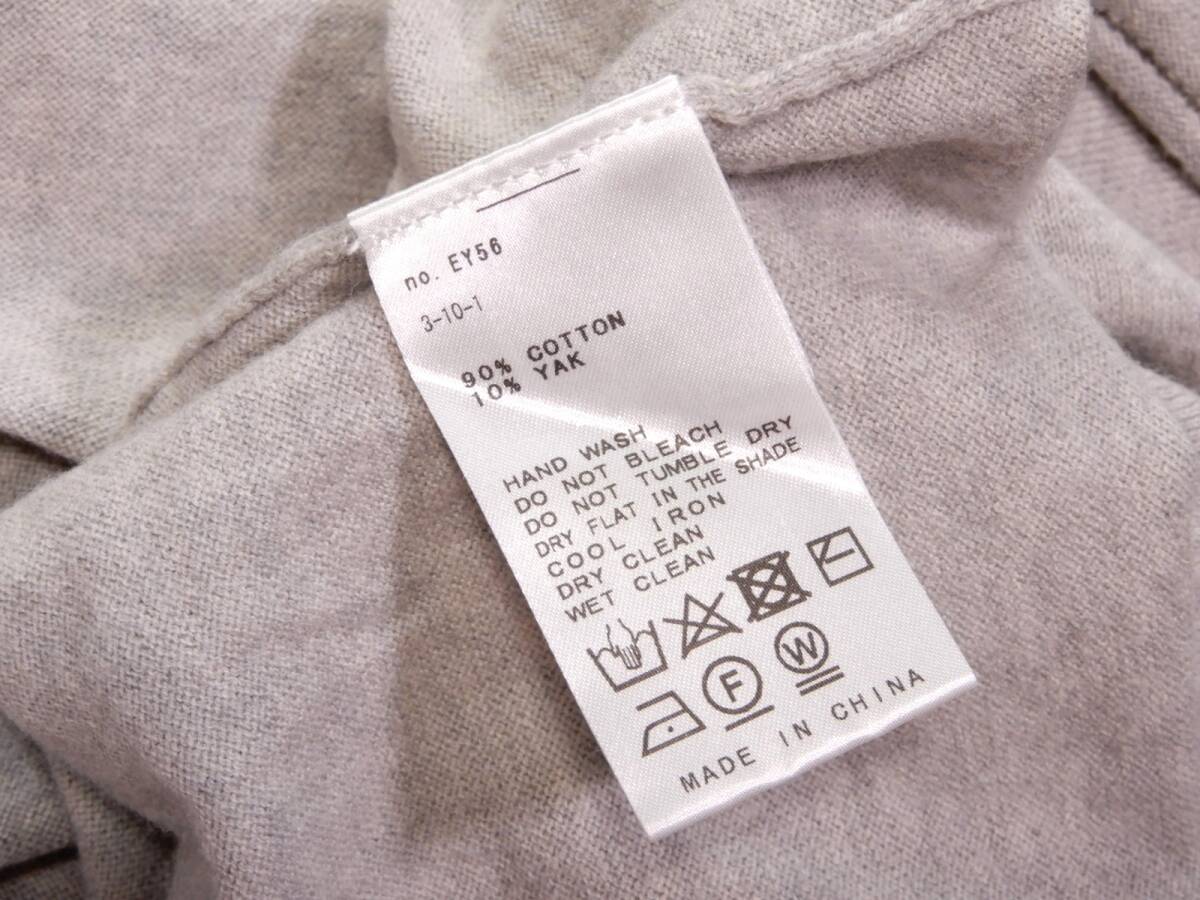 no. EY56
3-10-1
90% COTTON
10% YAK
HAND WASH
DO NOT BLEACH
DO NOT TUMBLE DRY
DRY FLAT IN THE SHADE
COOL IRON
DRY CLEAN
WET CLEAN
F
W
MADE IN CHINA